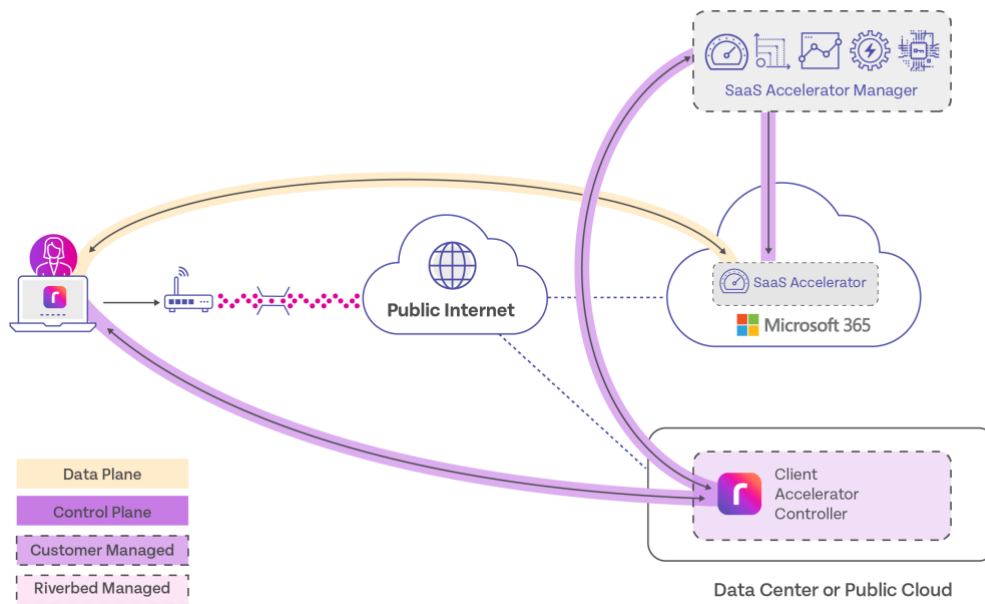 SaaS Accelerator Manager
SaaS Accelerator
Microsoft 365
Public Internet
Client
Accelerator
Controller
Data Center or Public Cloud
Data Plane
Control Plane
Customer Managed
Riverbed Managed